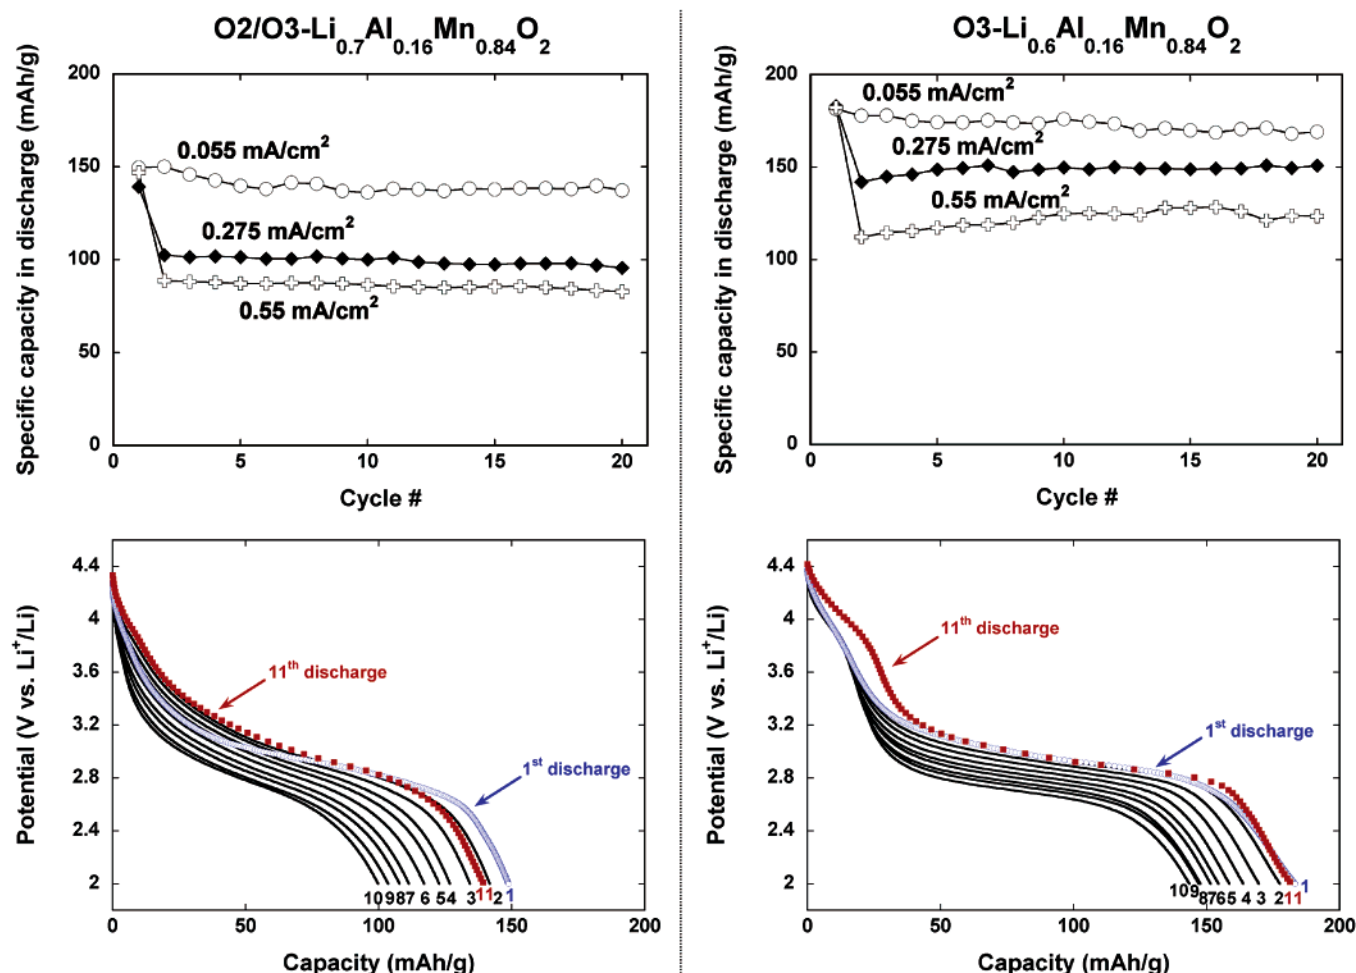 O2/O3-Li0.7Al0.16Mn0.84O2
Specific capacity in discharge (mAh/g)
200
150
100
50
0
0.055 mA/cm2
0.275 mA/cm2
0.55 mA/cm2
0 5 10 15 20
Cycle #
O3-Li0.6Al0.16Mn0.84O2
Specific capacity in discharge (mAh/g)
200
150
100
50
0
0.055 mA/cm2
0.275 mA/cm2
0.55 mA/cm2
0 5 10 15 20
Cycle #
Potential (V vs. Li+/Li)
4.4
4
3.6
3.2
2.8
2.4
2
11th discharge
1st discharge
10 9 8 7 6 5 4 3 11 2 1
0 50 100 150 200
Capacity (mAh/g)
Potential (V vs. Li+/Li)
4.4
4
3.6
3.2
2.8
2.4
2
11th discharge
1st discharge
10 9 8 7 6 5 4 3 2 11 1
0 50 100 150 200
Capacity (mAh/g)